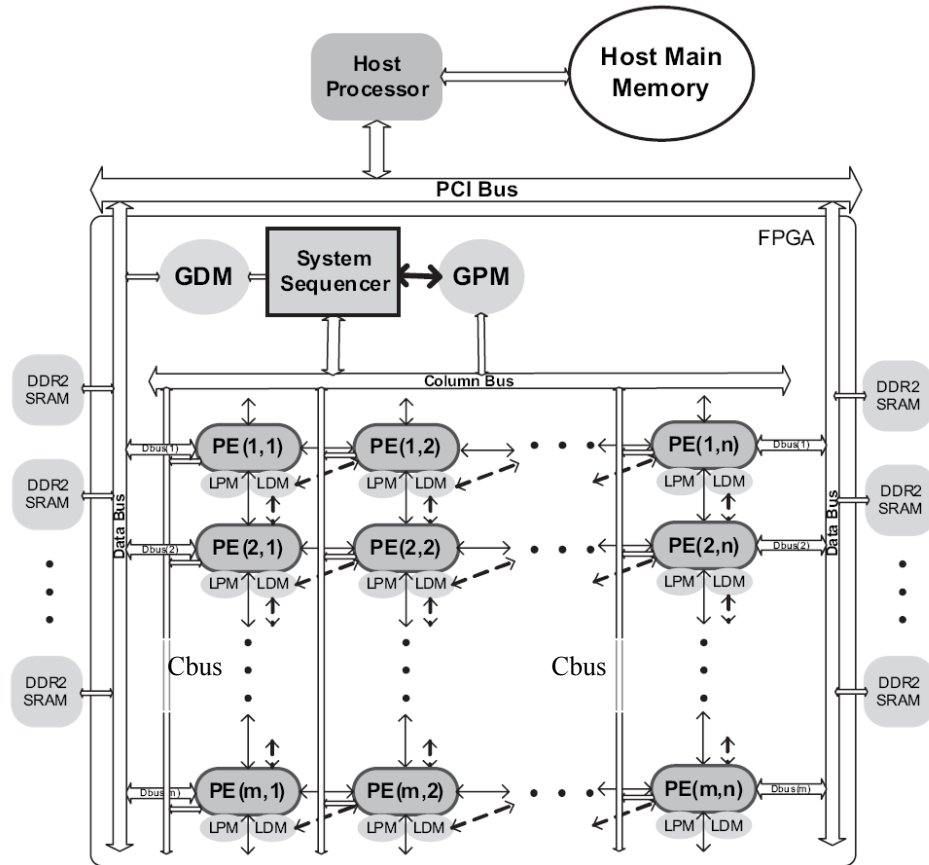 Host
Processor
Host Main
Memory
PCI Bus
FPGA
GDM
System
Sequencer
GPM
Column Bus
DDR2
SRAM
DDR2
SRAM
Dbus(1)
PE(1,1)
PE(1,2)
• • •
PE(1,n)
Dbus(1)
LPM
LDM
LPM
LDM
LPM
LDM
DDR2
SRAM
DDR2
SRAM
Data Bus
Data Bus
Dbus(2)
PE(2,1)
PE(2,2)
• • •
PE(2,n)
Dbus(2)
LPM
LDM
LPM
LDM
LPM
LDM
Cbus
Cbus
DDR2
SRAM
DDR2
SRAM
Dbus(m)
PE(m,1)
PE(m,2)
• • •
PE(m,n)
Dbus(m)
LPM
LDM
LPM
LDM
LPM
LDM